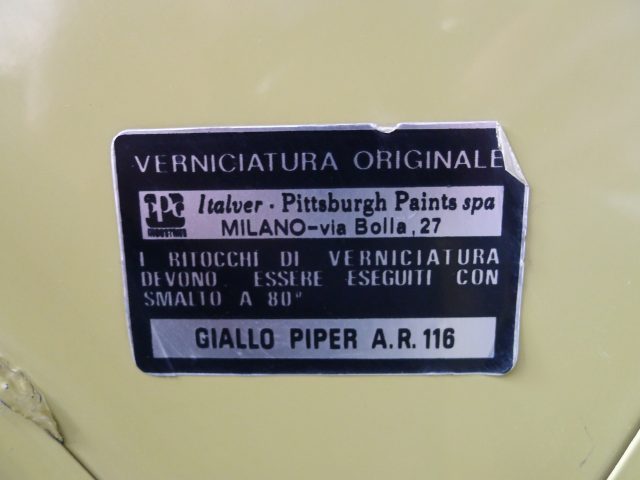 VERNICIATURA ORIGINALE
PPG INDUSTRIES
Italver · Pittsburgh Paints spa
MILANO-via Bolla, 27
I RITOCCHI DI VERNICIATURA
DEVONO ESSERE ESEGUITI CON
SMALTO A 80°
GIALLO PIPER A.R. 116